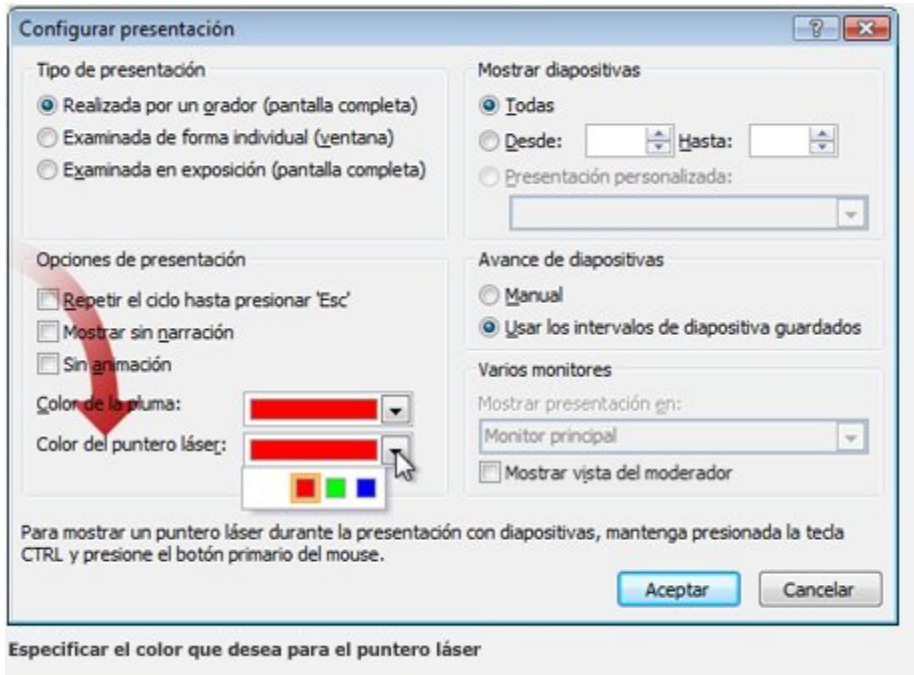 Configurar presentación
Tipo de presentación
Realizada por un orador (pantalla completa)
Examinada de forma individual (ventana)
Examinada en exposición (pantalla completa)
Mostrar diapositivas
Todas
Desde: Hasta:
Presentación personalizada:
Opciones de presentación
Repetir el ciclo hasta presionar 'Esc'
Mostrar sin narración
Sin animación
Color de la pluma:
Color del puntero láser:
Avance de diapositivas
Manual
Usar los intervalos de diapositiva guardados
Varios monitores
Mostrar presentación en:
Monitor principal
Mostrar vista del moderador
Para mostrar un puntero láser durante la presentación con diapositivas, mantenga presionada la tecla
CTRL y presione el botón primario del mouse.
Aceptar Cancelar
Especificar el color que desea para el puntero láser